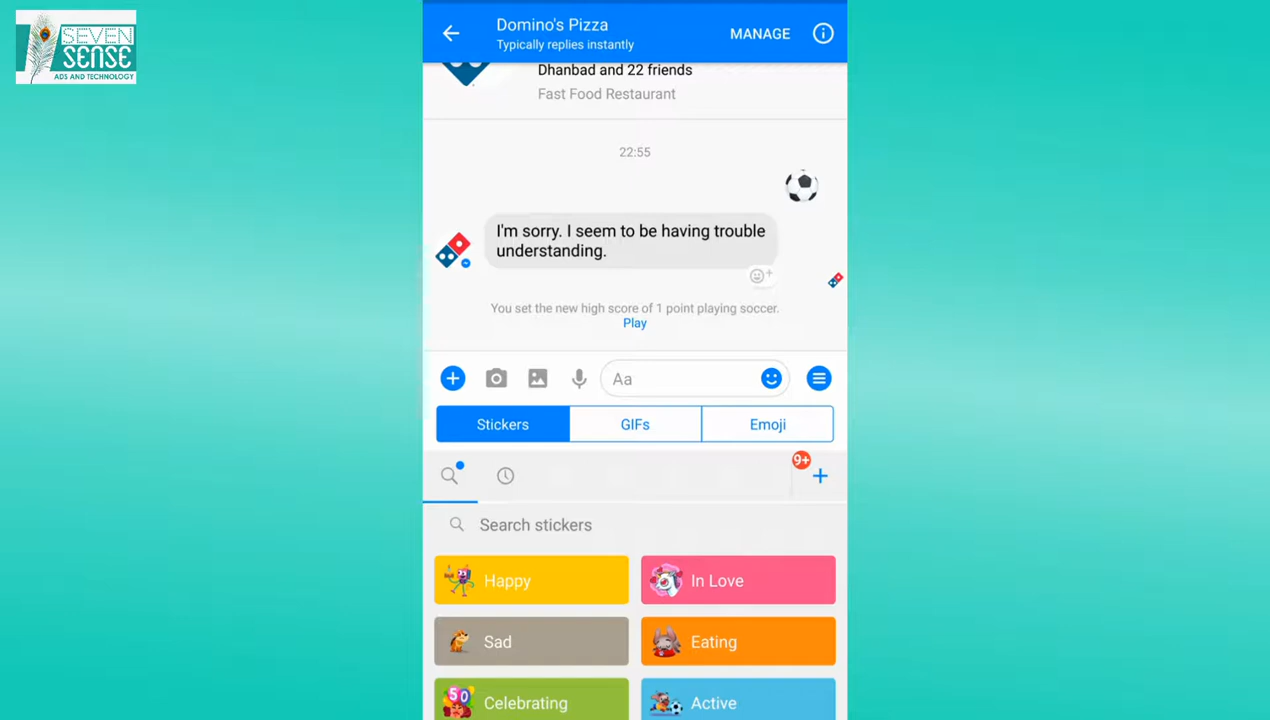 SEVEN
SENSE
ADS AND TECHNOLOGY
Domino's Pizza
Typically replies instantly
MANAGE
Dhanbad and 22 friends
Fast Food Restaurant
22:55
I'm sorry. I seem to be having trouble
understanding.
You set the new high score of 1 point playing soccer.
Play
Aa
Stickers
GIFs
Emoji
9+
Search stickers
Happy
In Love
Sad
Eating
50
Celebrating
Active